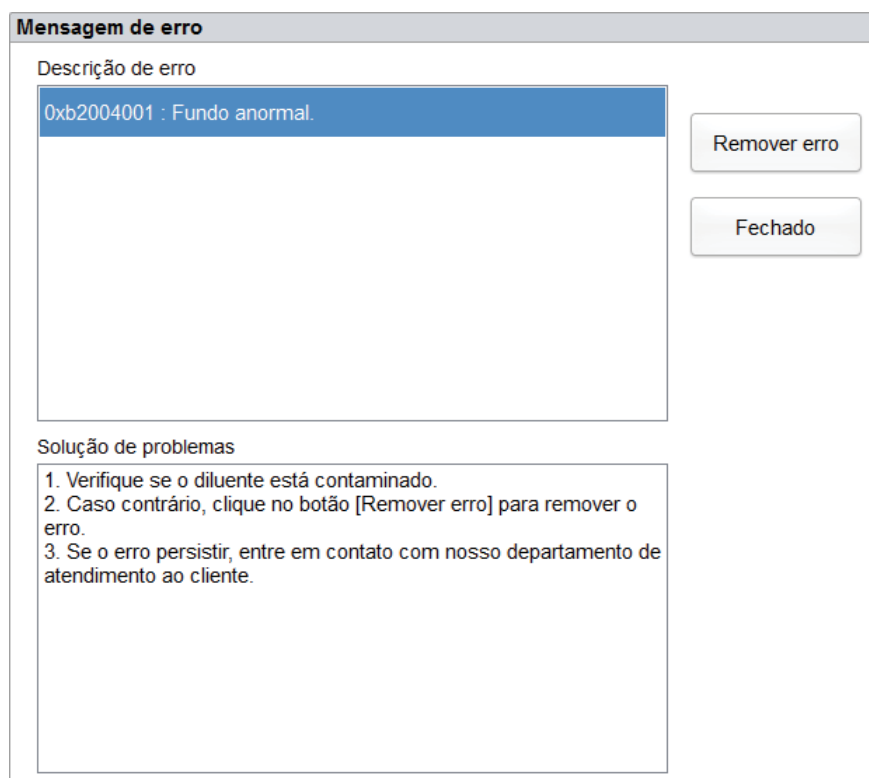 Mensagem de erro
Descrição de erro
0xb2004001 : Fundo anormal.
Remover erro
Fechado
Solução de problemas
1. Verifique se o diluente está contaminado.
2. Caso contrário, clique no botão [Remover erro] para remover o
erro.
3. Se o erro persistir, entre em contato com nosso departamento de
atendimento ao cliente.